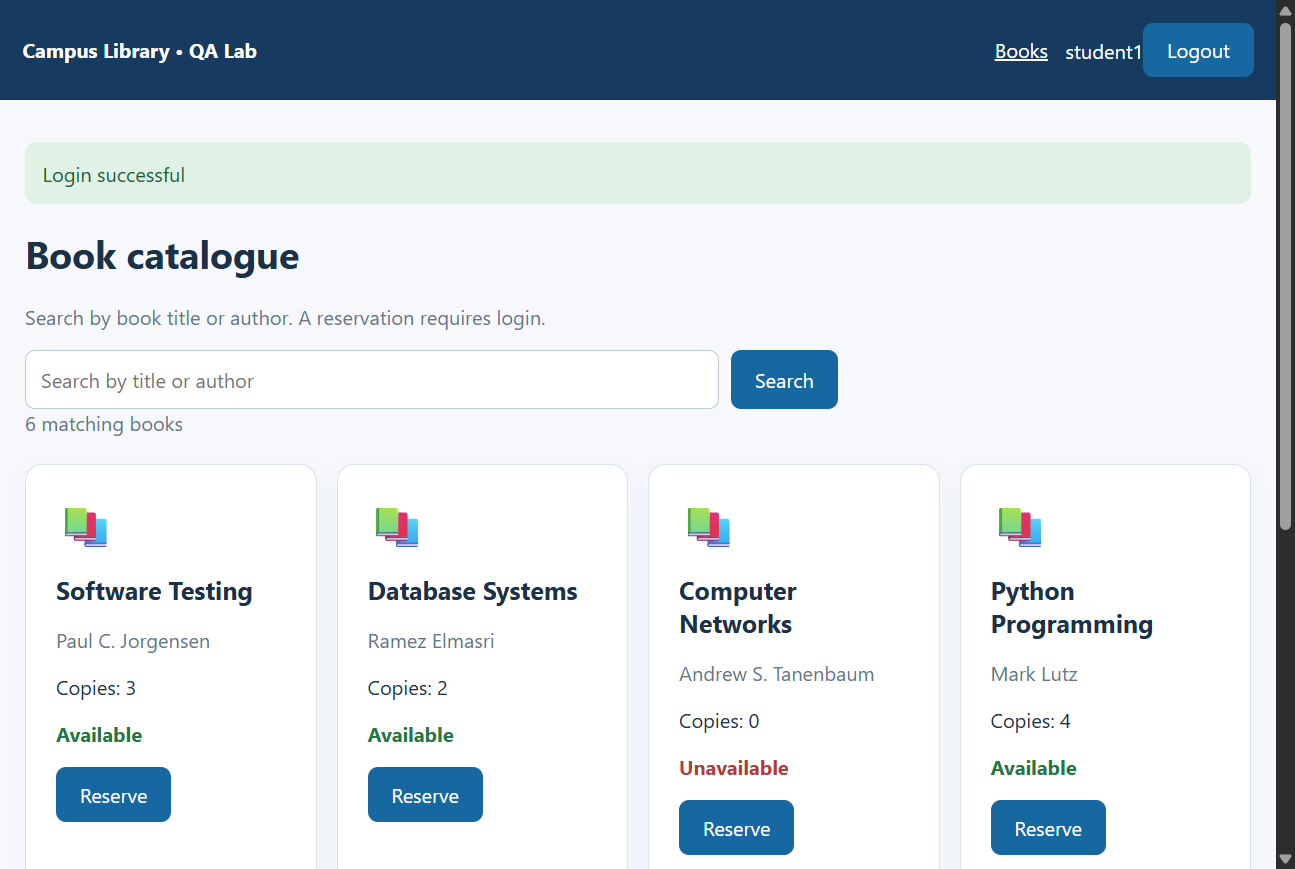 Campus Library • QA Lab
Books student1 Logout
Login successful
Book catalogue
Search by book title or author. A reservation requires login.
Search by title or author
Search
6 matching books
Software Testing
Paul C. Jorgensen
Copies: 3
Available
Reserve
Database Systems
Ramez Elmasri
Copies: 2
Available
Reserve
Computer
Networks
Andrew S. Tanenbaum
Copies: 0
Unavailable
Reserve
Python
Programming
Mark Lutz
Copies: 4
Available
Reserve